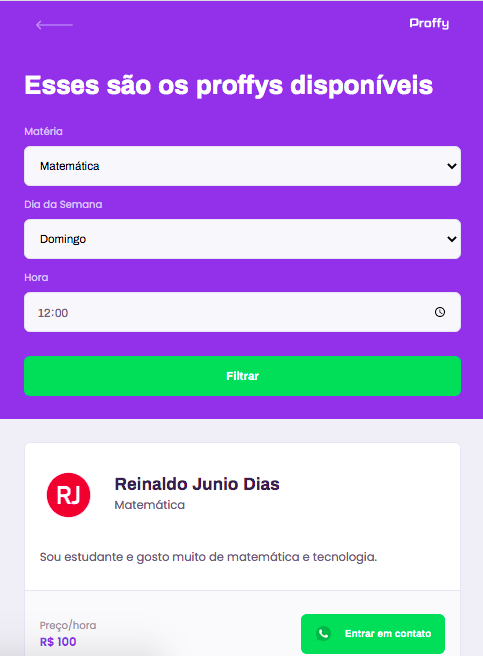 Proffy
Esses são os proffys disponíveis
Matéria
Matemática
Dia da Semana
Domingo
Hora
12:00
Filtrar
RJ
Reinaldo Junio Dias
Matemática
Sou estudante e gosto muito de matemática e tecnologia.
Preço/hora
R$ 100
Entrar em contato